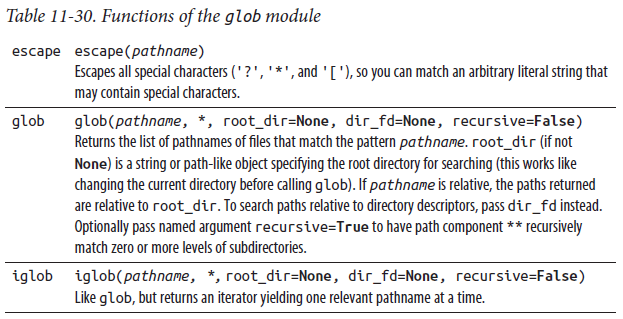 Table 11-30. Functions of the glob module
escape escape(pathname)
Escapes all special characters ('?', '*', and '['), so you can match an arbitrary literal string that
may contain special characters.
glob glob(pathname, *, root_dir=None, dir_fd=None, recursive=False)
Returns the list of pathnames of files that match the pattern pathname. root_dir (if not
None) is a string or path-like object specifying the root directory for searching (this works like
changing the current directory before calling glob). If pathname is relative, the paths returned
are relative to root_dir. To search paths relative to directory descriptors, pass dir_fd instead.
Optionally pass named argument recursive=True to have path component ** recursively
match zero or more levels of subdirectories.
iglob iglob(pathname, *, root_dir=None, dir_fd=None, recursive=False)
Like glob, but returns an iterator yielding one relevant pathname at a time.